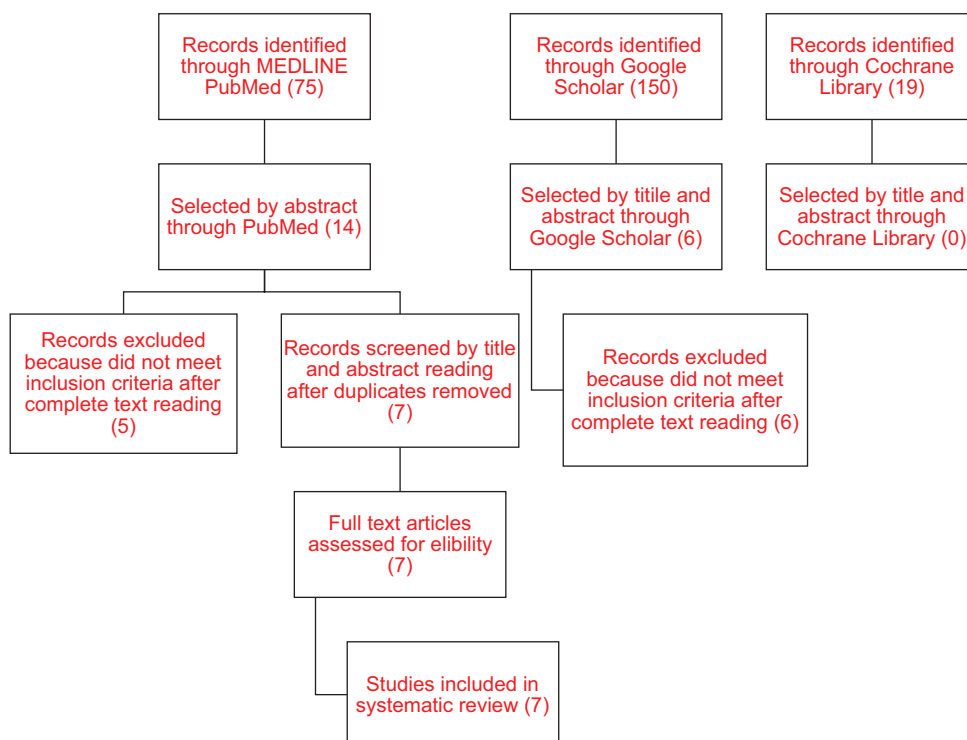 Records identified
through MEDLINE
PubMed (75)
Records identified
through Google
Scholar (150)
Records identified
through Cochrane
Library (19)
Selected by abstract
through PubMed (14)
Selected by titile and
abstract through
Google Scholar (6)
Selected by title and
abstract through
Cochrane Library (0)
Records excluded
because did not meet
inclusion criteria after
complete text reading
(5)
Records screened by title
and abstract reading
after duplicates removed
(7)
Records excluded
because did not meet
inclusion criteria after
complete text reading (6)
Full text articles
assessed for elibility
(7)
Studies included in
systematic review (7)